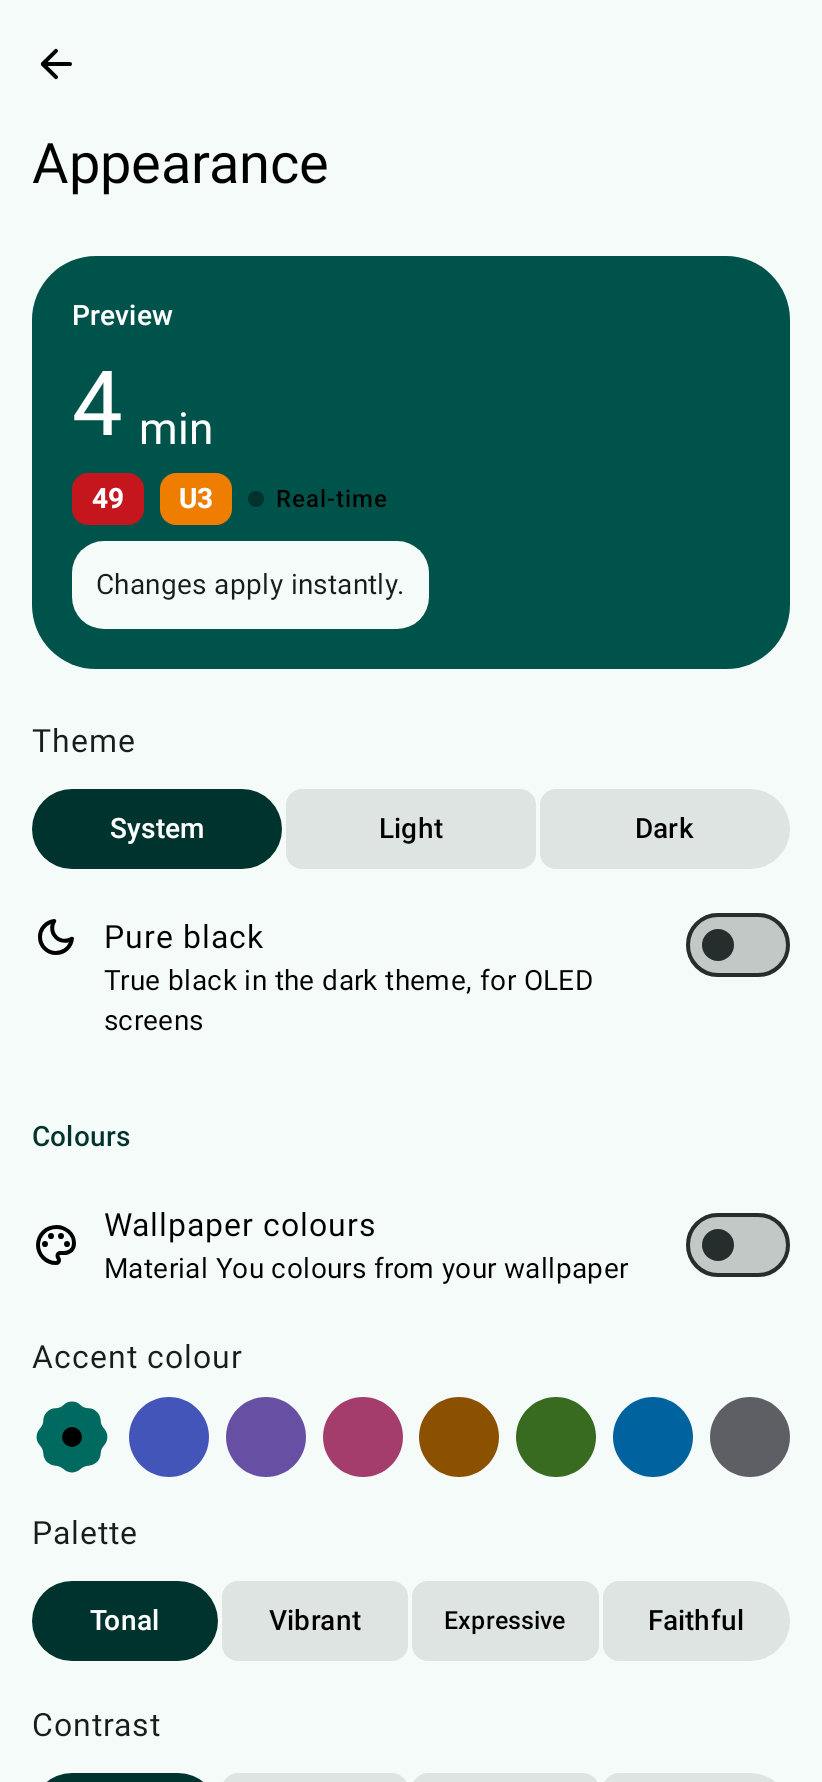 Appearance
Preview
4 min
49 U3 Real-time
Changes apply instantly.
Theme
System Light Dark
Pure black
True black in the dark theme, for OLED
screens
Colours
Wallpaper colours
Material You colours from your wallpaper
Accent colour
Palette
Tonal Vibrant Expressive Faithful
Contrast